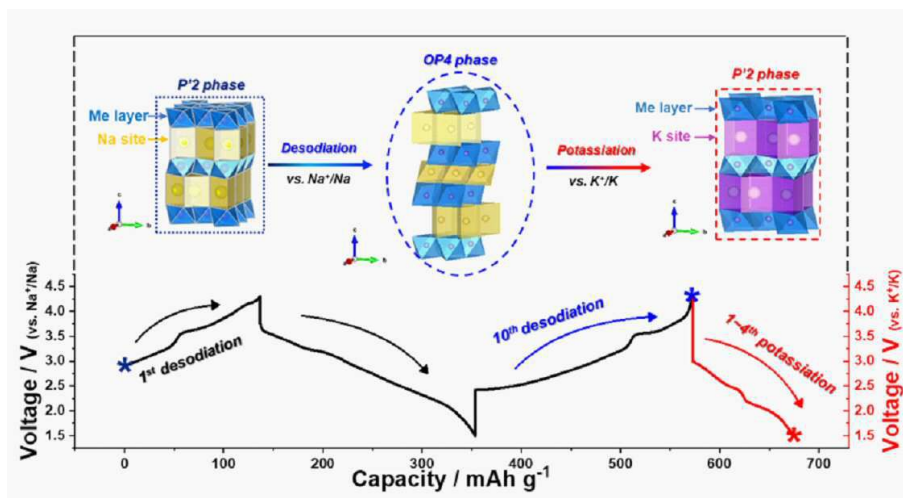 OP4 phase
P'2 phase
P'2 phase
Me layer
Na site
Desodiation
vs. Na⁺/Na
Potassiation
vs. K⁺/K
Me layer
K site
c
b
c
b
c
b
Voltage / V (vs. Na⁺/Na)
4.5
4.0
3.5
3.0
2.5
2.0
1.5
1ˢᵗ desodiation
10ᵗʰ desodiation
1~4ᵗʰ potassiation
4.5
4.0
3.5
3.0
2.5
2.0
1.5
Voltage / V (vs. K⁺/K)
0 100 200 300 400 500 600 700
Capacity / mAh g⁻¹